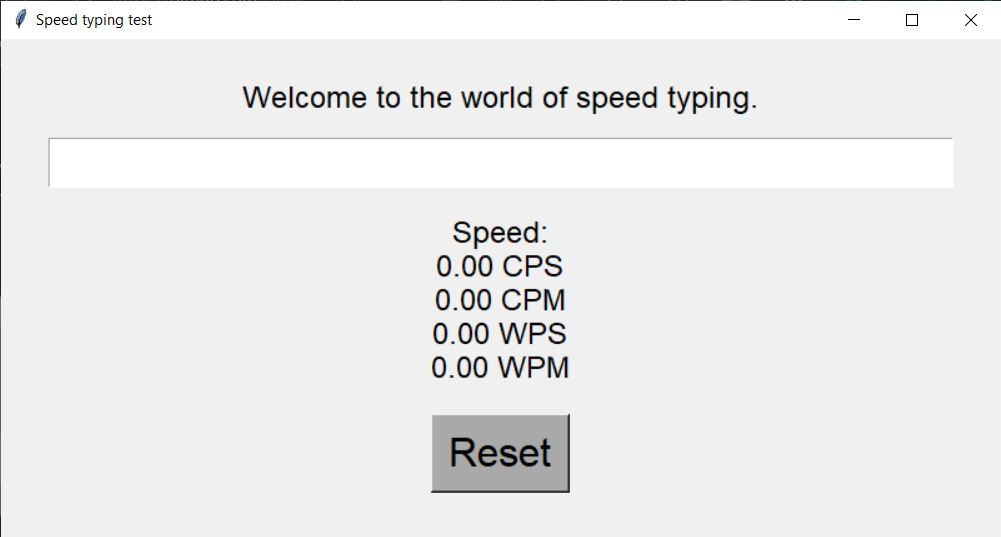 Speed typing test
Welcome to the world of speed typing.
Speed:
0.00 CPS
0.00 CPM
0.00 WPS
0.00 WPM
Reset